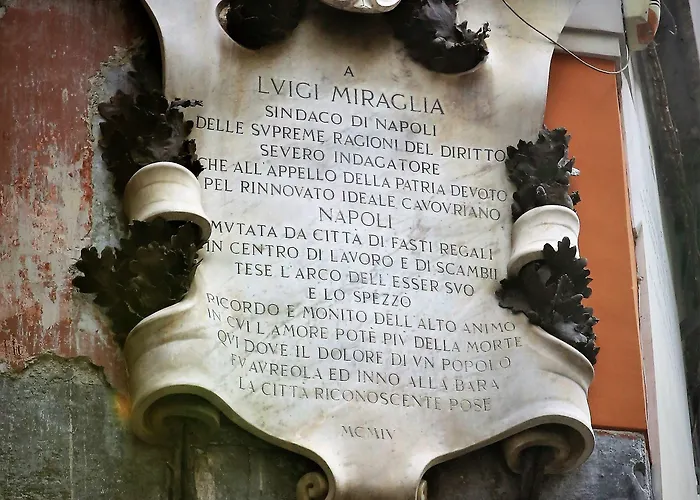 A
LVIGI MIRAGLIA
SINDACO DI NAPOLI
DELLE SVPREME RAGIONI DEL DIRITTO
SEVERO INDAGATORE
CHE ALL'APPELLO DELLA PATRIA DEVOTO
PEL RINNOVATO IDEALE CAVOVRIANO
NAPOLI
MVTATA DA CITTÀ DI FASTI REGALI
IN CENTRO DI LAVORO E DI SCAMBII
TESE L'ARCO DELL'ESSER SVO
E LO SPEZZÒ
RICORDO E MONITO DELL'ALTO ANIMO
IN CVI L'AMORE POTÈ PIV DELLA MORTE
QVI DOVE IL DOLORE DI VN POPOLO
FV AVREOLA ED INNO ALLA BARA
LA CITTÀ RICONOSCENTE POSE
MCMIV